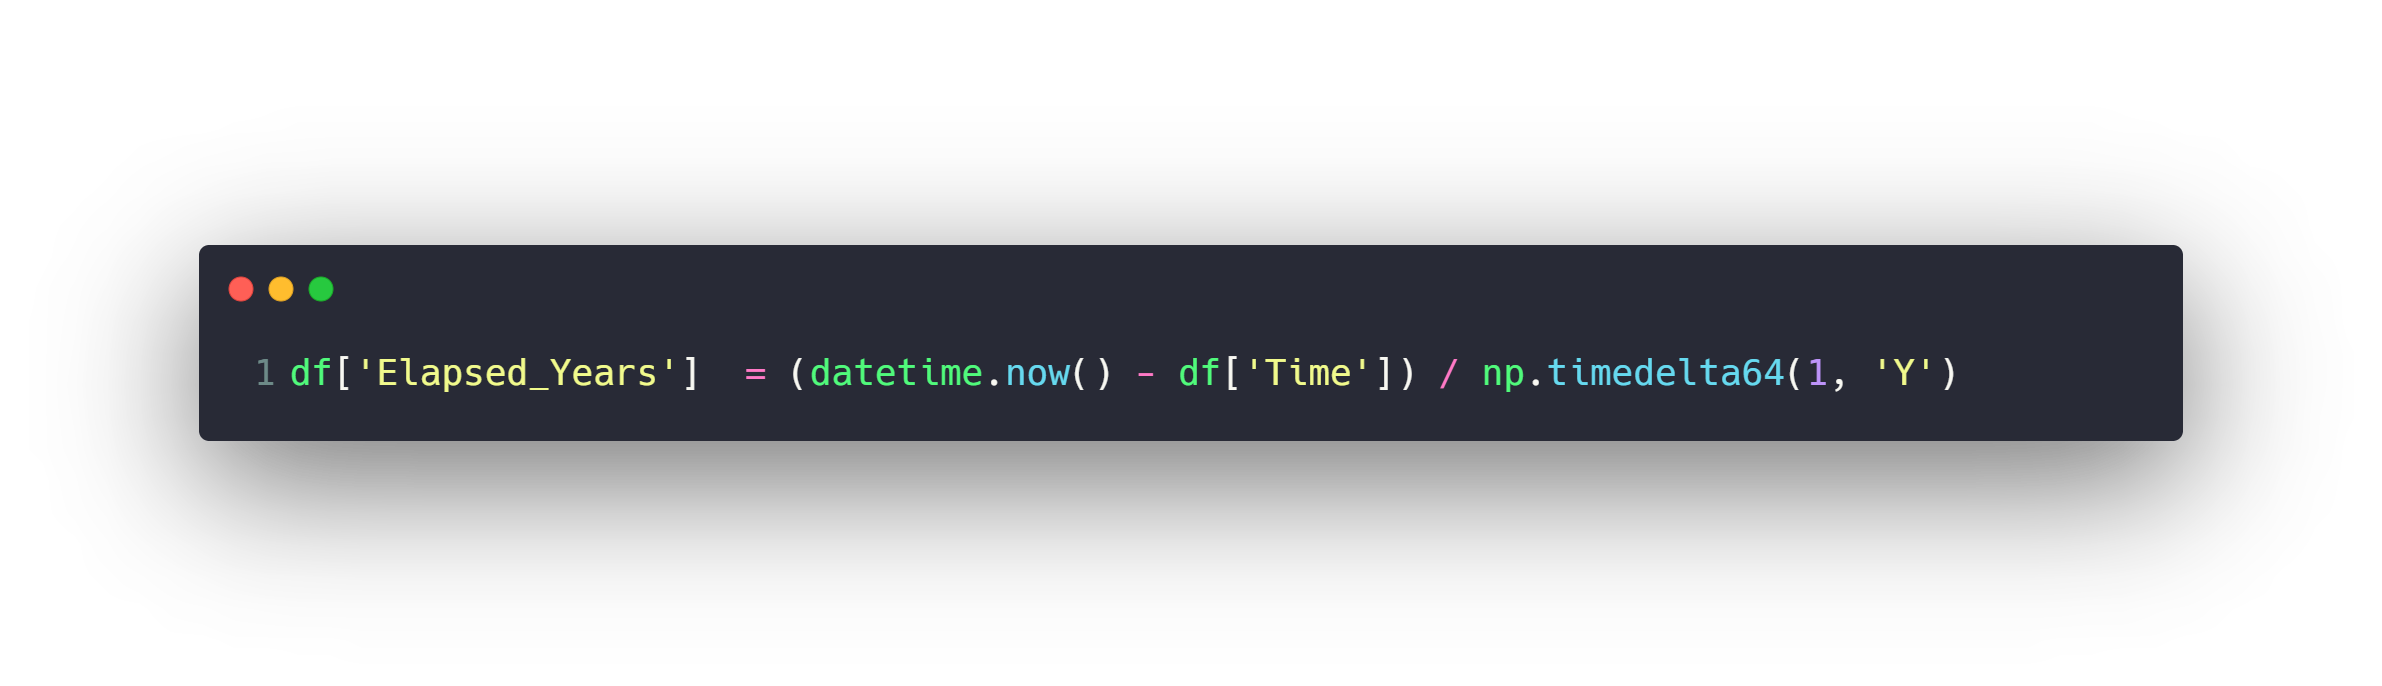 1 df['Elapsed_Years']  = (datetime.now() - df['Time']) / np.timedelta64(1, 'Y')